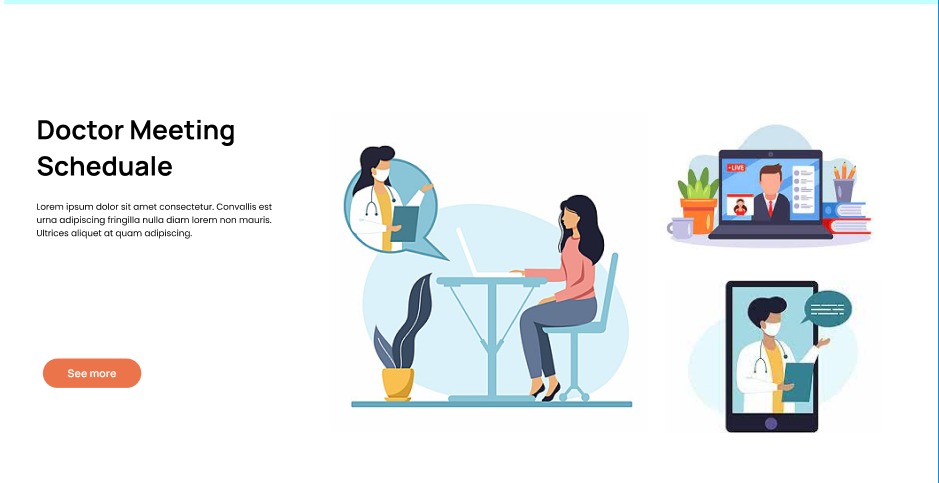 Doctor Meeting
Scheduale
Lorem ipsum dolor sit amet consectetur. Convallis est
urna adipiscing fringilla nulla diam lorem non mauris.
Ultrices aliquet at quam adipiscing.
See more
LIVE